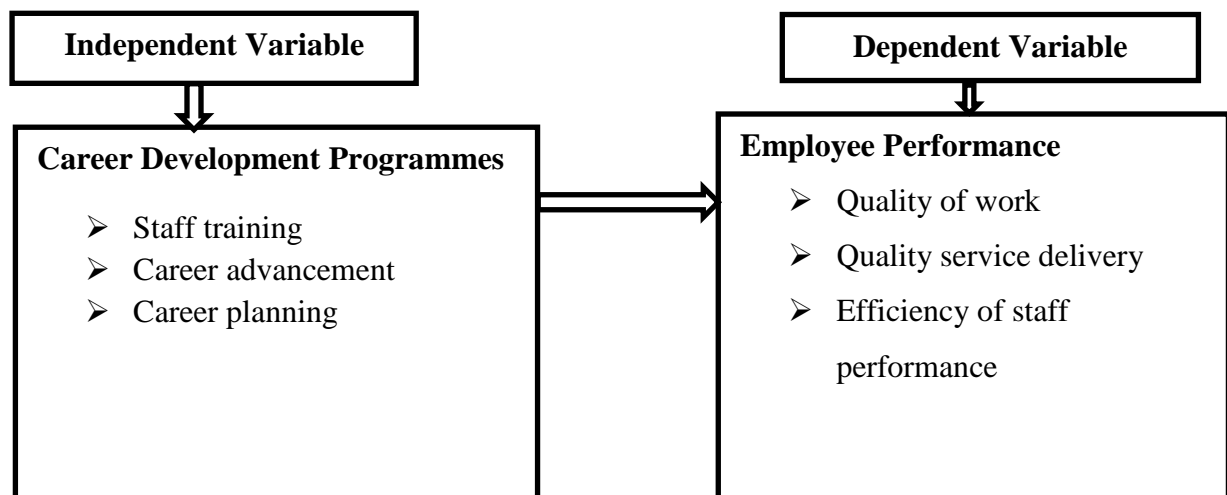 Independent Variable
Dependent Variable
Career Development Programmes
➢ Staff training
➢ Career advancement
➢ Career planning
Employee Performance
➢ Quality of work
➢ Quality service delivery
➢ Efficiency of staff
performance